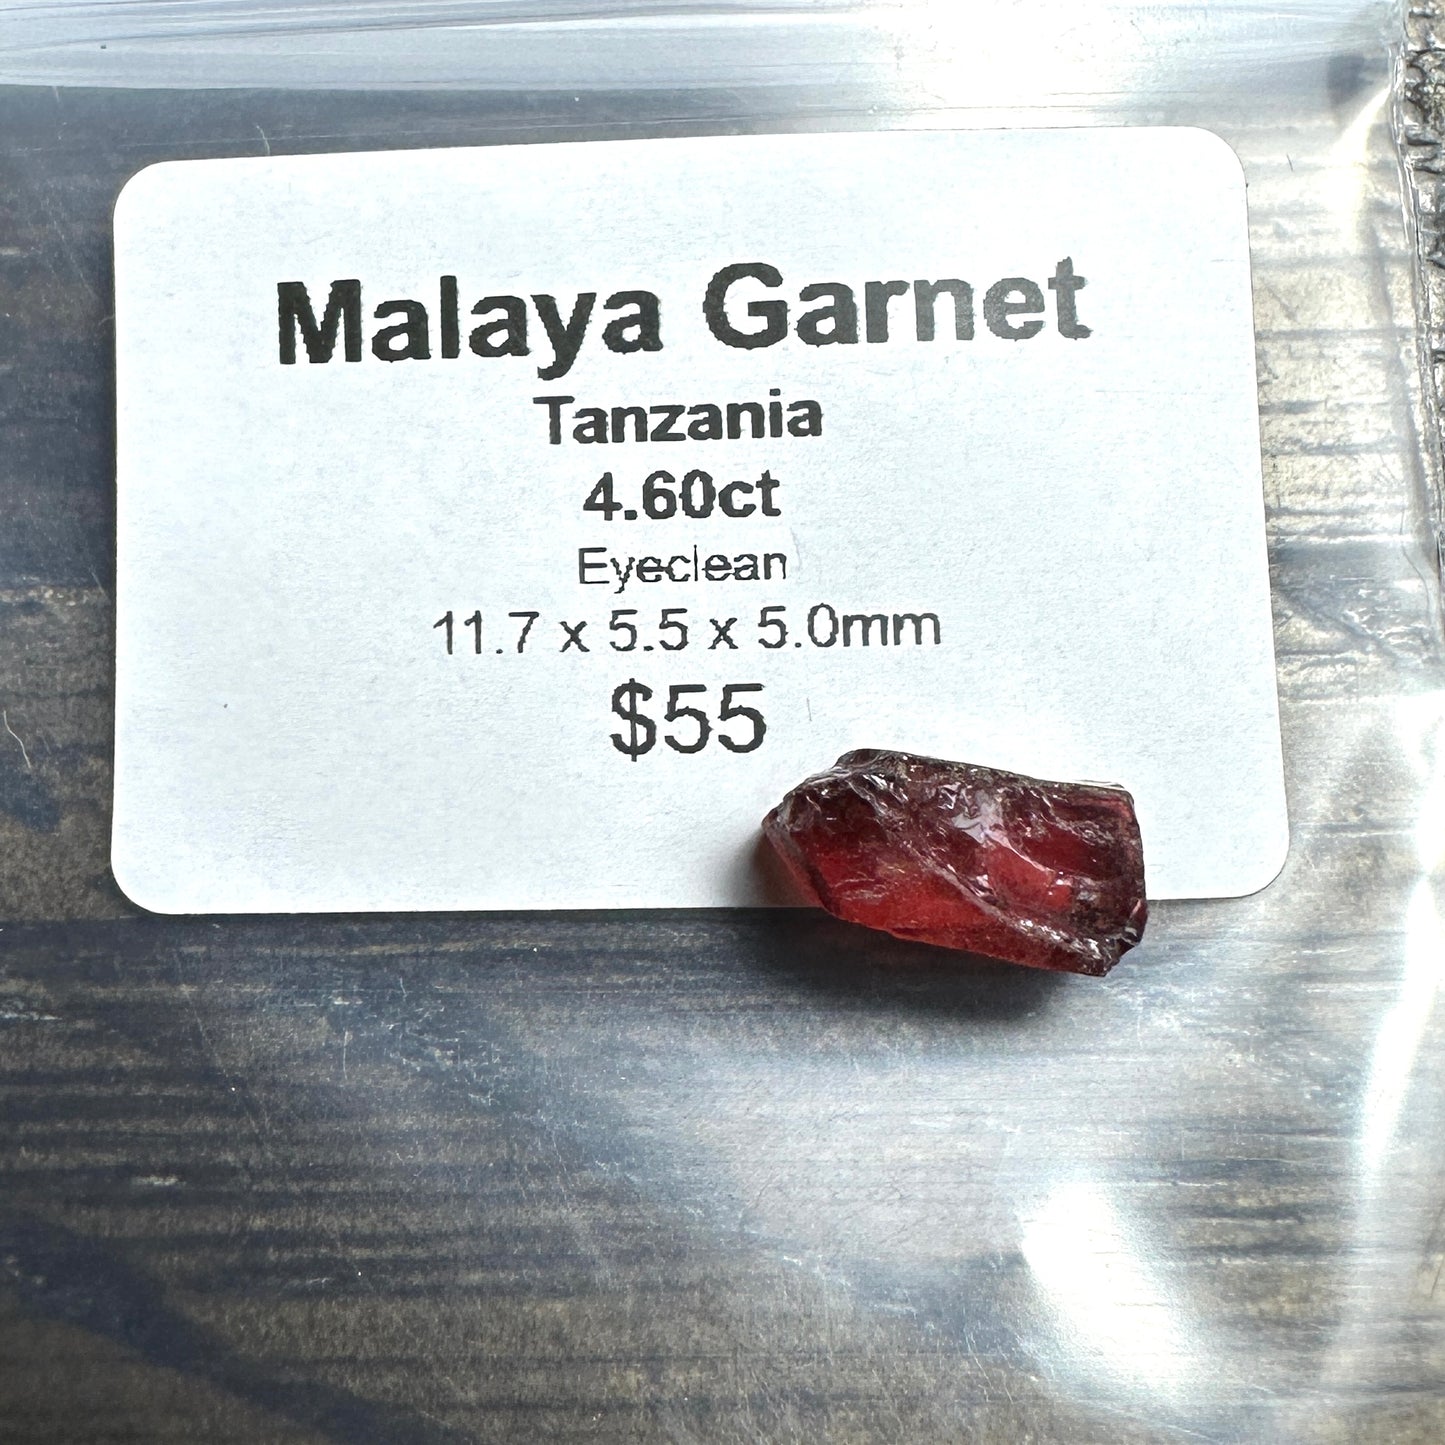 Malaya Garnet
Tanzania
4.60ct
Eyeclean
11.7 x 5.5 x 5.0mm
$55